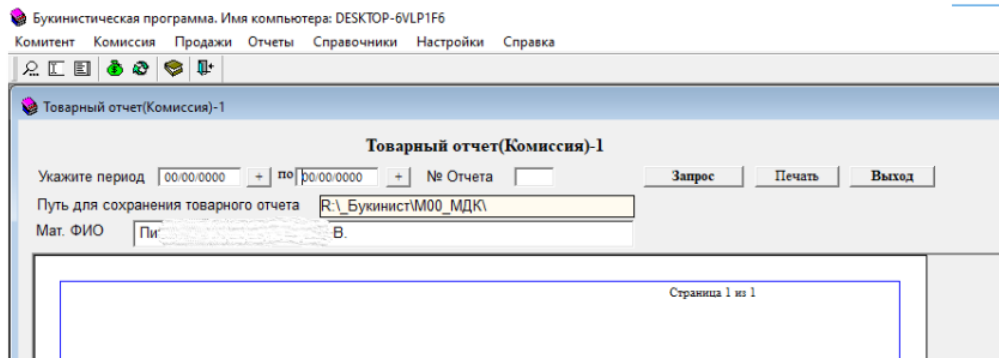 Букинистическая программа. Имя компьютера: DESKTOP-6VLP1F6
Комитент Комиссия Продажи Отчеты Справочники Настройки Справка
Товарный отчет(Комиссия)-1
Товарный отчет(Комиссия)-1
Укажите период 00/00/0000 + по 00/00/0000 + № Отчета Запрос Печать Выход
Путь для сохранения товарного отчета R:\_Букинист\М00_МДК\
Мат. ФИО В.
Страница 1 из 1